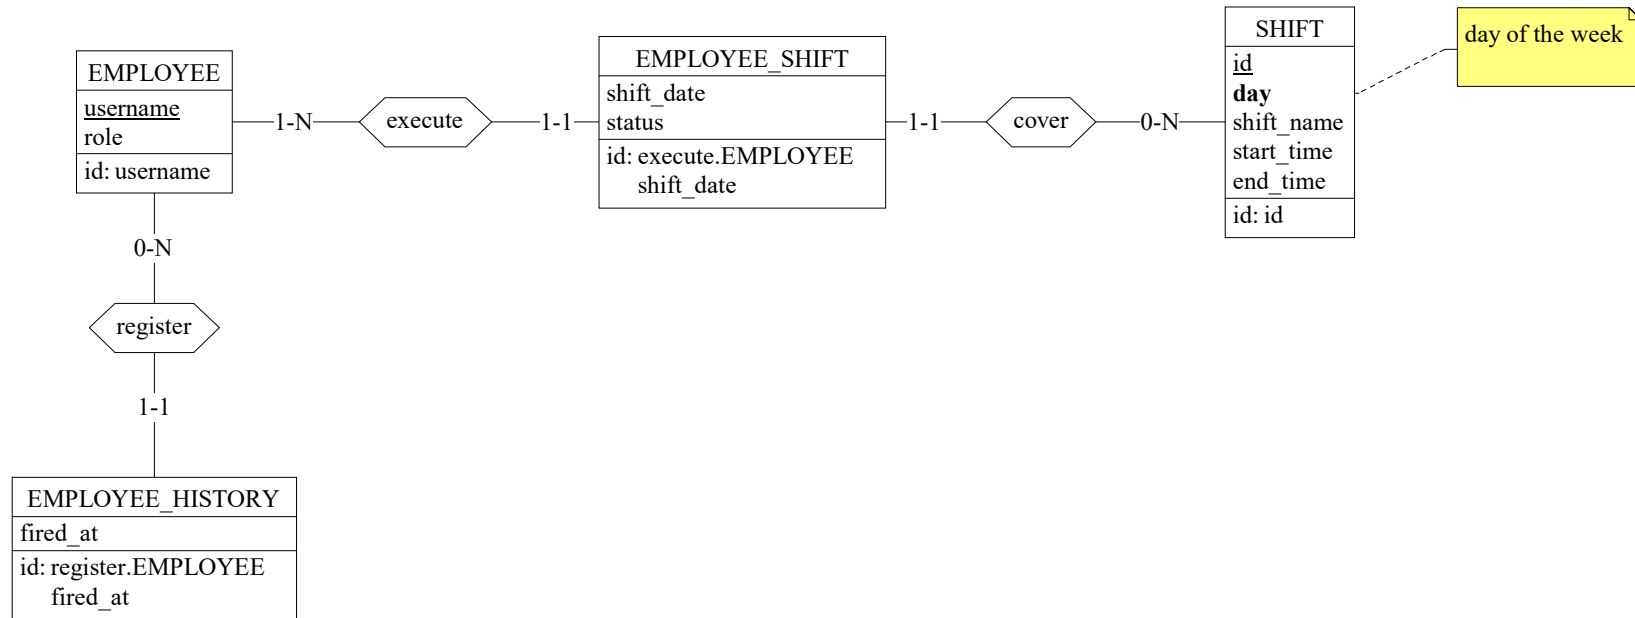 EMPLOYEE
username
role
id: username
1-N
execute
1-1
EMPLOYEE_SHIFT
shift_date
status
id: execute.EMPLOYEE
shift_date
1-1
cover
0-N
SHIFT
id
day
shift_name
start_time
end_time
id: id
day of the week
0-N
register
1-1
EMPLOYEE_HISTORY
fired_at
id: register.EMPLOYEE
fired_at